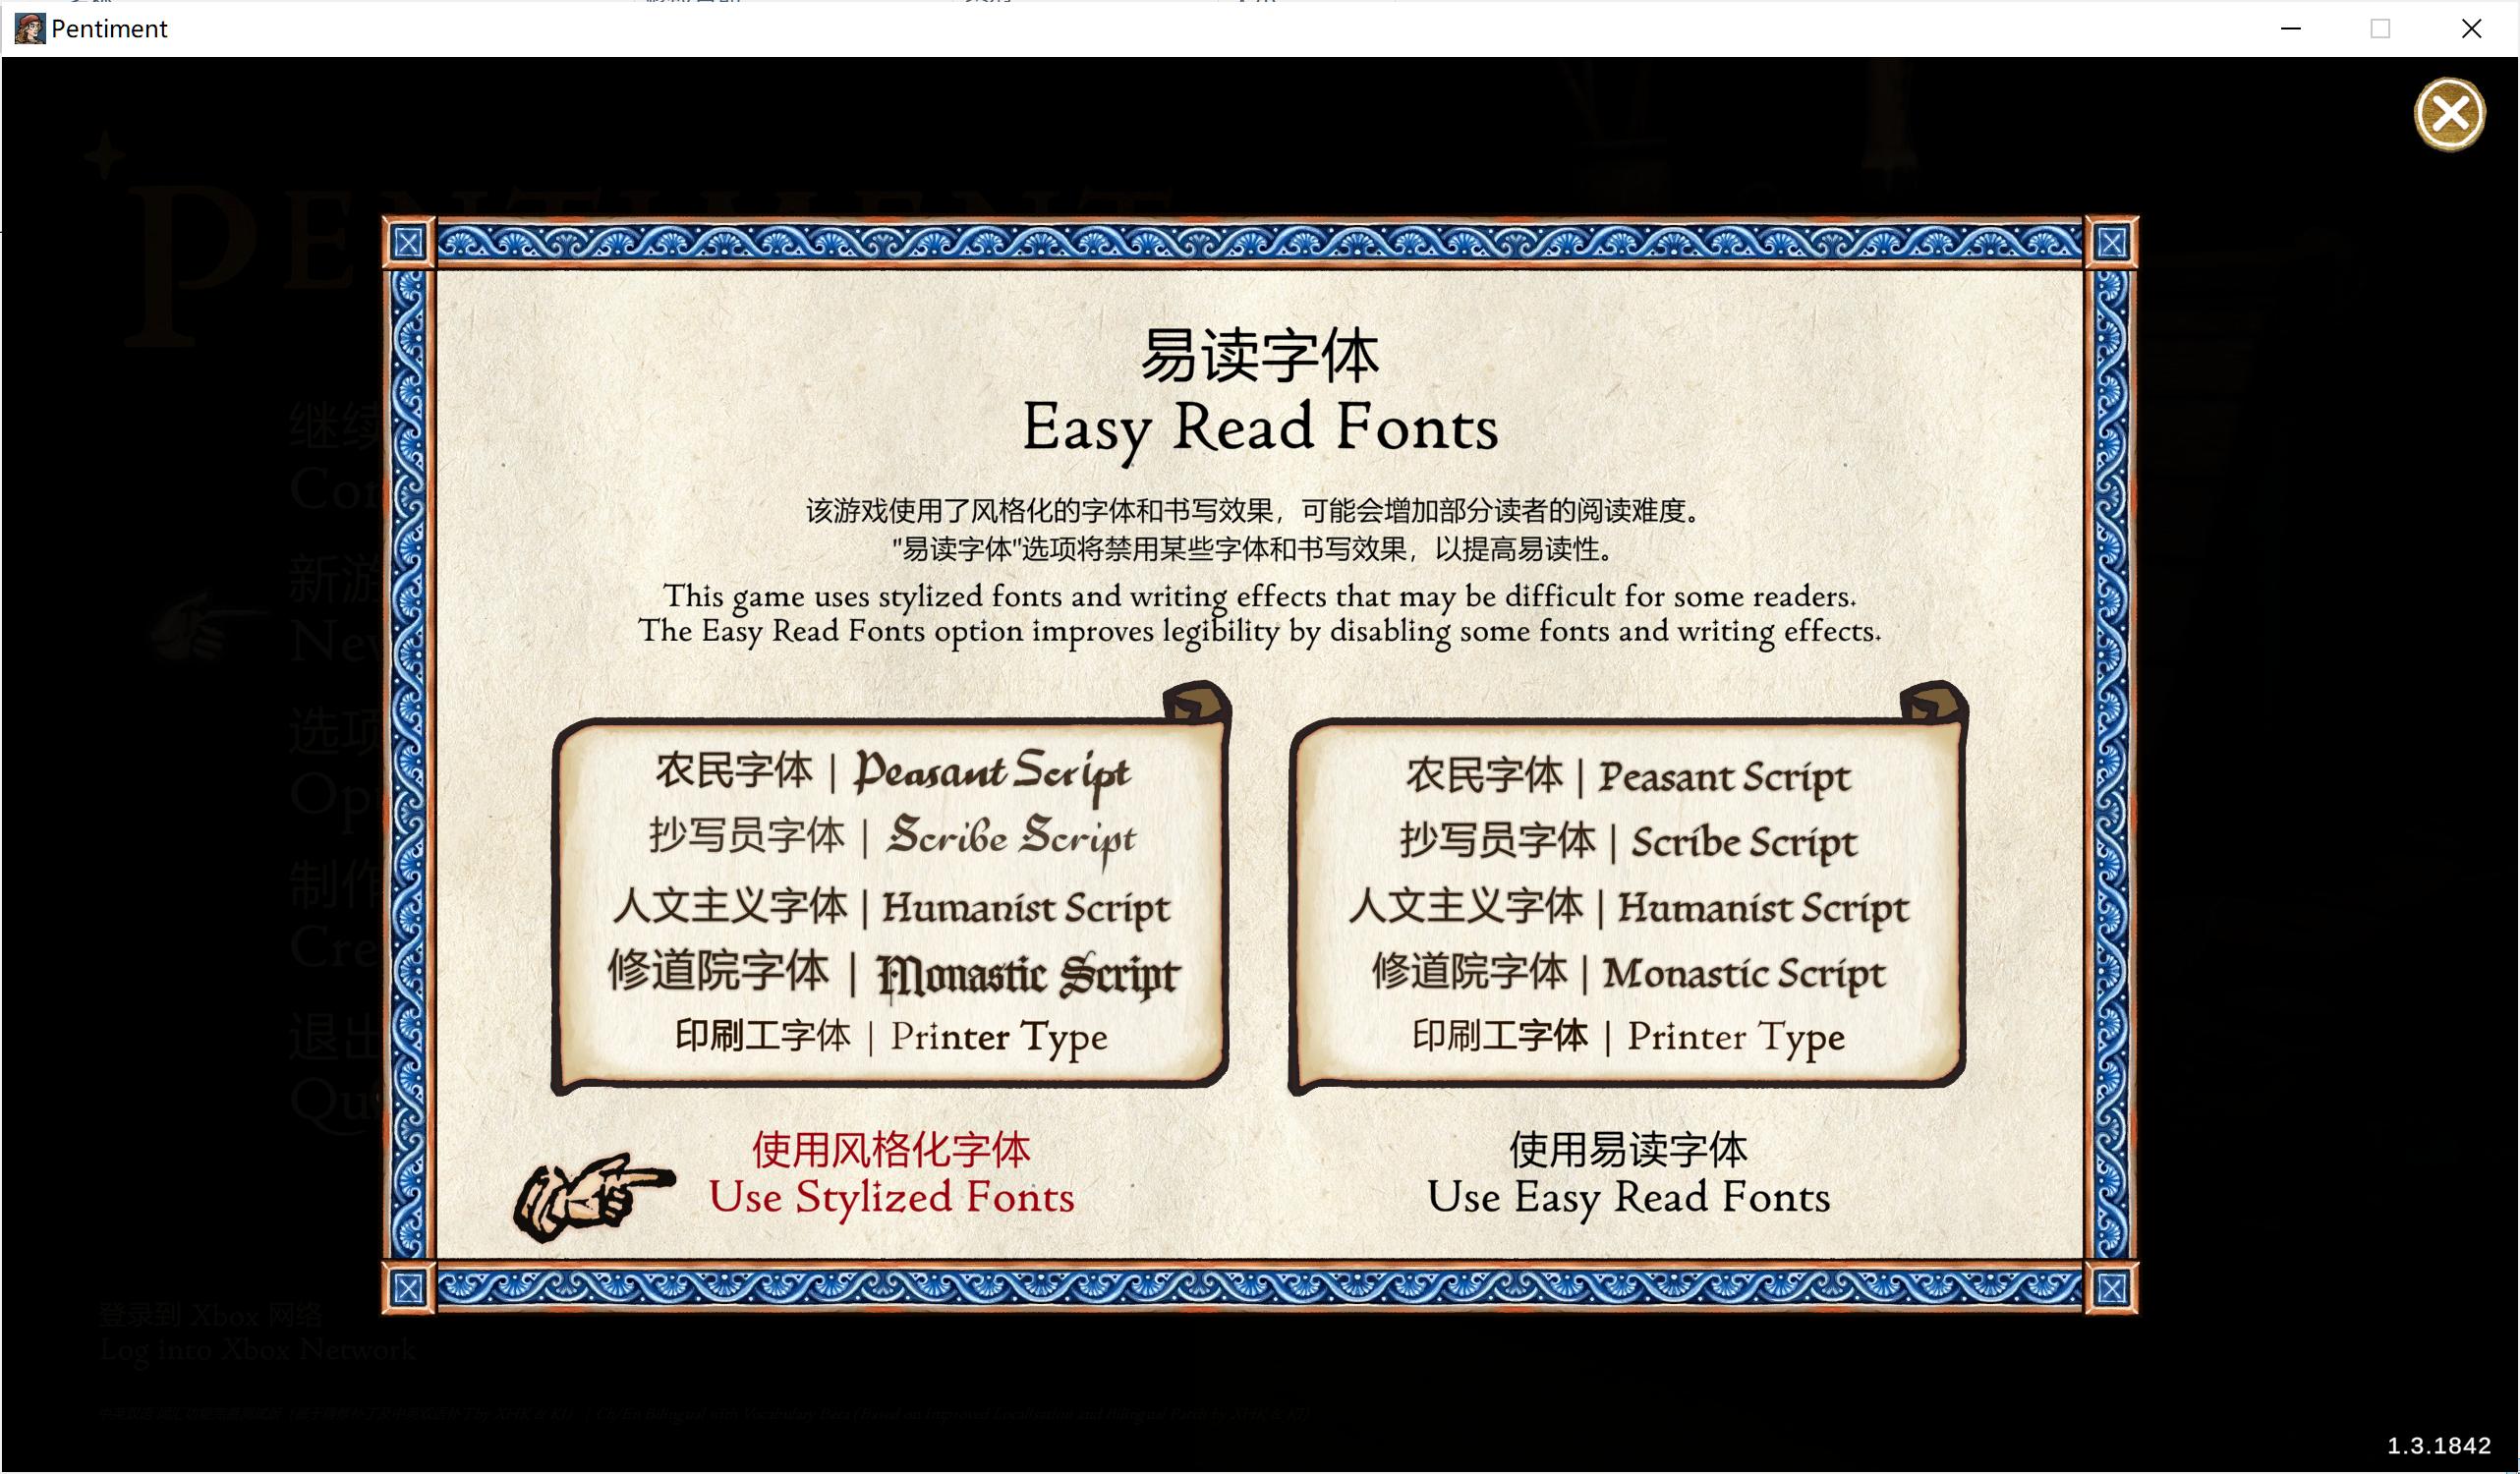 Pentiment
易读字体
Easy Read Fonts
该游戏使用了风格化的字体和书写效果，可能会增加部分读者的阅读难度。
"易读字体"选项将禁用某些字体和书写效果，以提高易读性。
This game uses stylized fonts and writing effects that may be difficult for some readers.
The Easy Read Fonts option improves legibility by disabling some fonts and writing effects.
农民字体 | Peasant Script
抄写员字体 | Scribe Script
人文主义字体 | Humanist Script
修道院字体 | Monastic Script
印刷工字体 | Printer Type
农民字体 | Peasant Script
抄写员字体 | Scribe Script
人文主义字体 | Humanist Script
修道院字体 | Monastic Script
印刷工字体 | Printer Type
使用风格化字体
Use Stylized Fonts
使用易读字体
Use Easy Read Fonts
登录到 Xbox 网络
Log into Xbox Network
1.3.1842